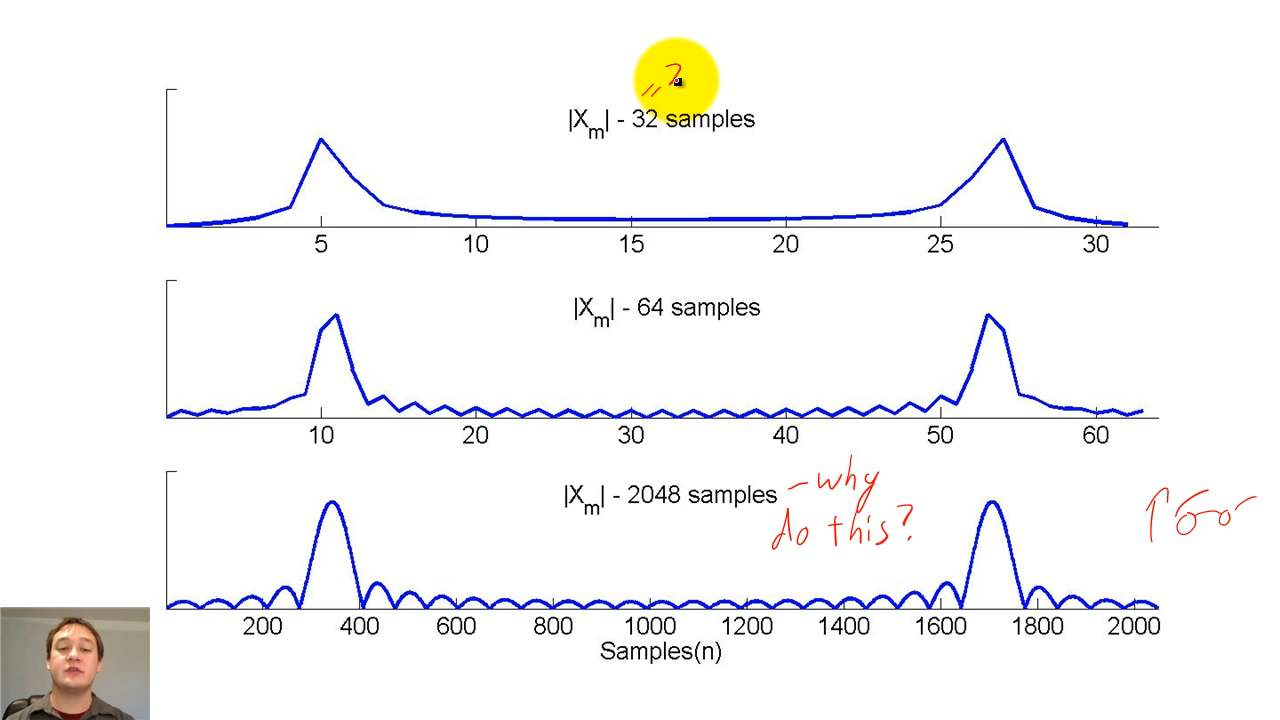 ?
|Xm| - 32 samples
5 10 15 20 25 30
|Xm| - 64 samples
10 20 30 40 50 60
|Xm| - 2048 samples
- why
do this?
200 400 600 800 1000 1200 1400 1600 1800 2000
Samples(n)